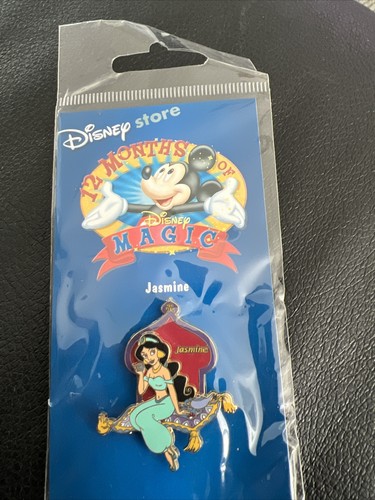 Disney store
12 MONTHS OF
Disney
MAGIC
Jasmine
Jasmine